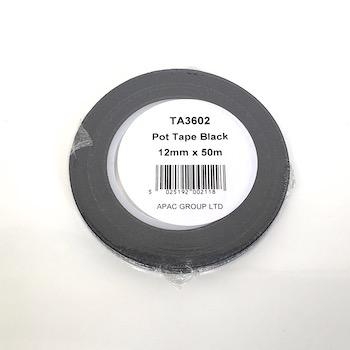 TA3602
Pot Tape Black
12mm x 50m
5 025192 002118
APAC GROUP LTD